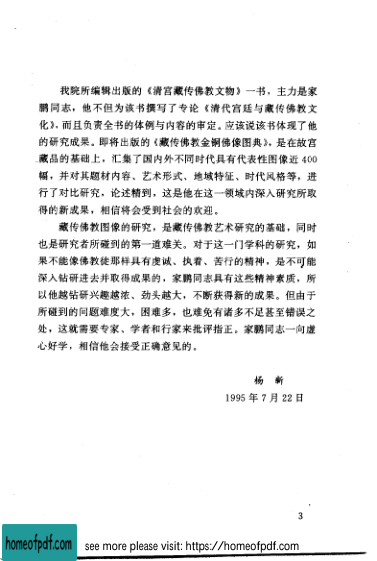 我院所编辑出版的《清宫藏传佛教文物》一书，主力是家
鹏同志，他不但为该书撰写了专论《清代宫廷与藏传佛教文
化》，而且负责全书的体例与内容的审定。应该说该书体现了他
的研究成果。即将出版的《藏传佛教金铜佛像图典》，是在故宫
藏品的基础上，汇集了国内外不同时代具有代表性图像近 400
幅，并对其题材内容、艺术形式、地域特征、时代风格等，进
行了对比研究，论述精到，这是他在这一领域内深入研究所取
得的新成果，相信将会受到社会的欢迎。
藏传佛教图像的研究，是藏传佛教艺术研究的基础，同时
也是研究者所碰到的第一道难关。对于这一门学科的研究，如
果不能像佛教徒那样具有虔诚、执着、苦行的精神，是不可能
深入钻研进去并取得成果的，家鹏同志具有这些精神素质，所
以他越钻研兴趣越浓、劲头越大，不断获得新的成果。但由于
所碰到的问题难度大，困难多，也难免有诸多不足甚至错误之
处，这就需要专家、学者和行家来批评指正。家鹏同志一向虚
心好学，相信他会接受正确意见的。
杨 新
1995 年 7 月 22 日
3
homeofpdf.com
see more please visit: https://homeofpdf.com